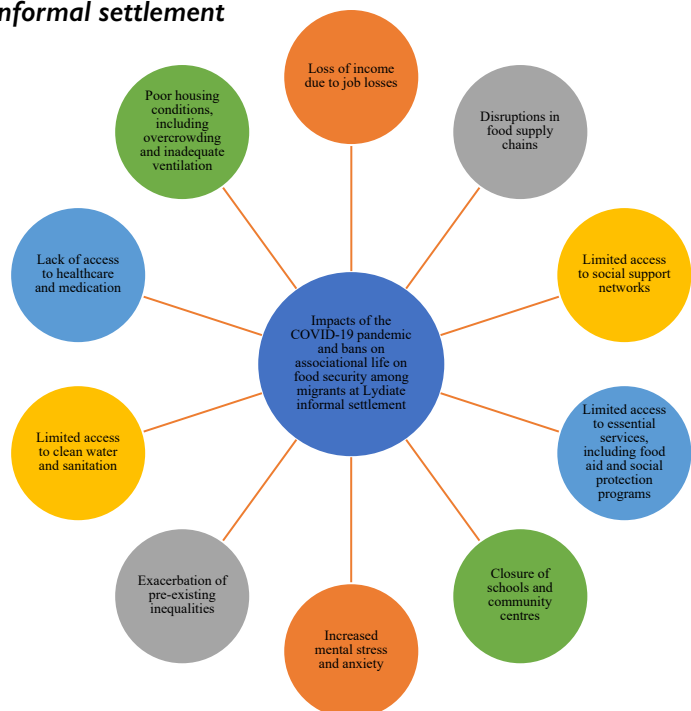 nformal settlement
Loss of income
due to job losses
Disruptions in
food supply
chains
Limited access
to social support
networks
Limited access
to essential
services,
including food
aid and social
protection
programs
Closure of
schools and
community
centres
Increased
mental stress
and anxiety
Exacerbation of
pre-existing
inequalities
Limited access
to clean water
and sanitation
Lack of access
to healthcare
and medication
Poor housing
conditions,
including
overcrowding
and inadequate
ventilation
Impacts of the
COVID-19 pandemic
and bans on
associational life on
food security among
migrants at Lydiate
informal settlement